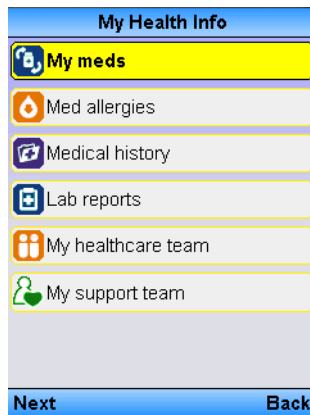 My Health Info
My meds
Med allergies
Medical history
Lab reports
My healthcare team
My support team
Next Back